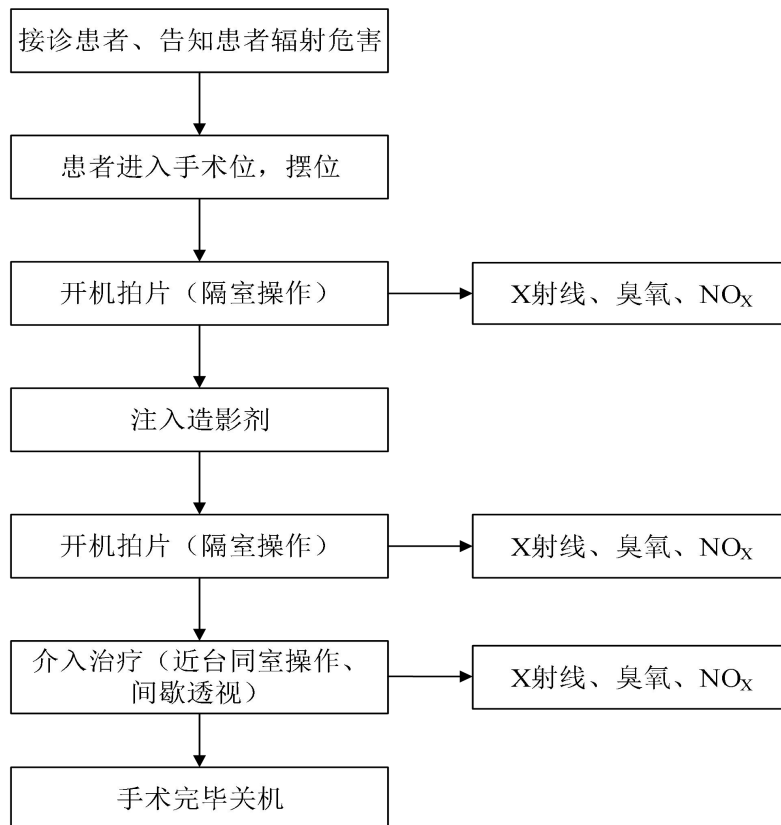 接诊患者、告知患者辐射危害
患者进入手术位，摆位
开机拍片（隔室操作）
X射线、臭氧、NOX
注入造影剂
开机拍片（隔室操作）
X射线、臭氧、NOX
介入治疗（近台同室操作、
间歇透视）
X射线、臭氧、NOX
手术完毕关机